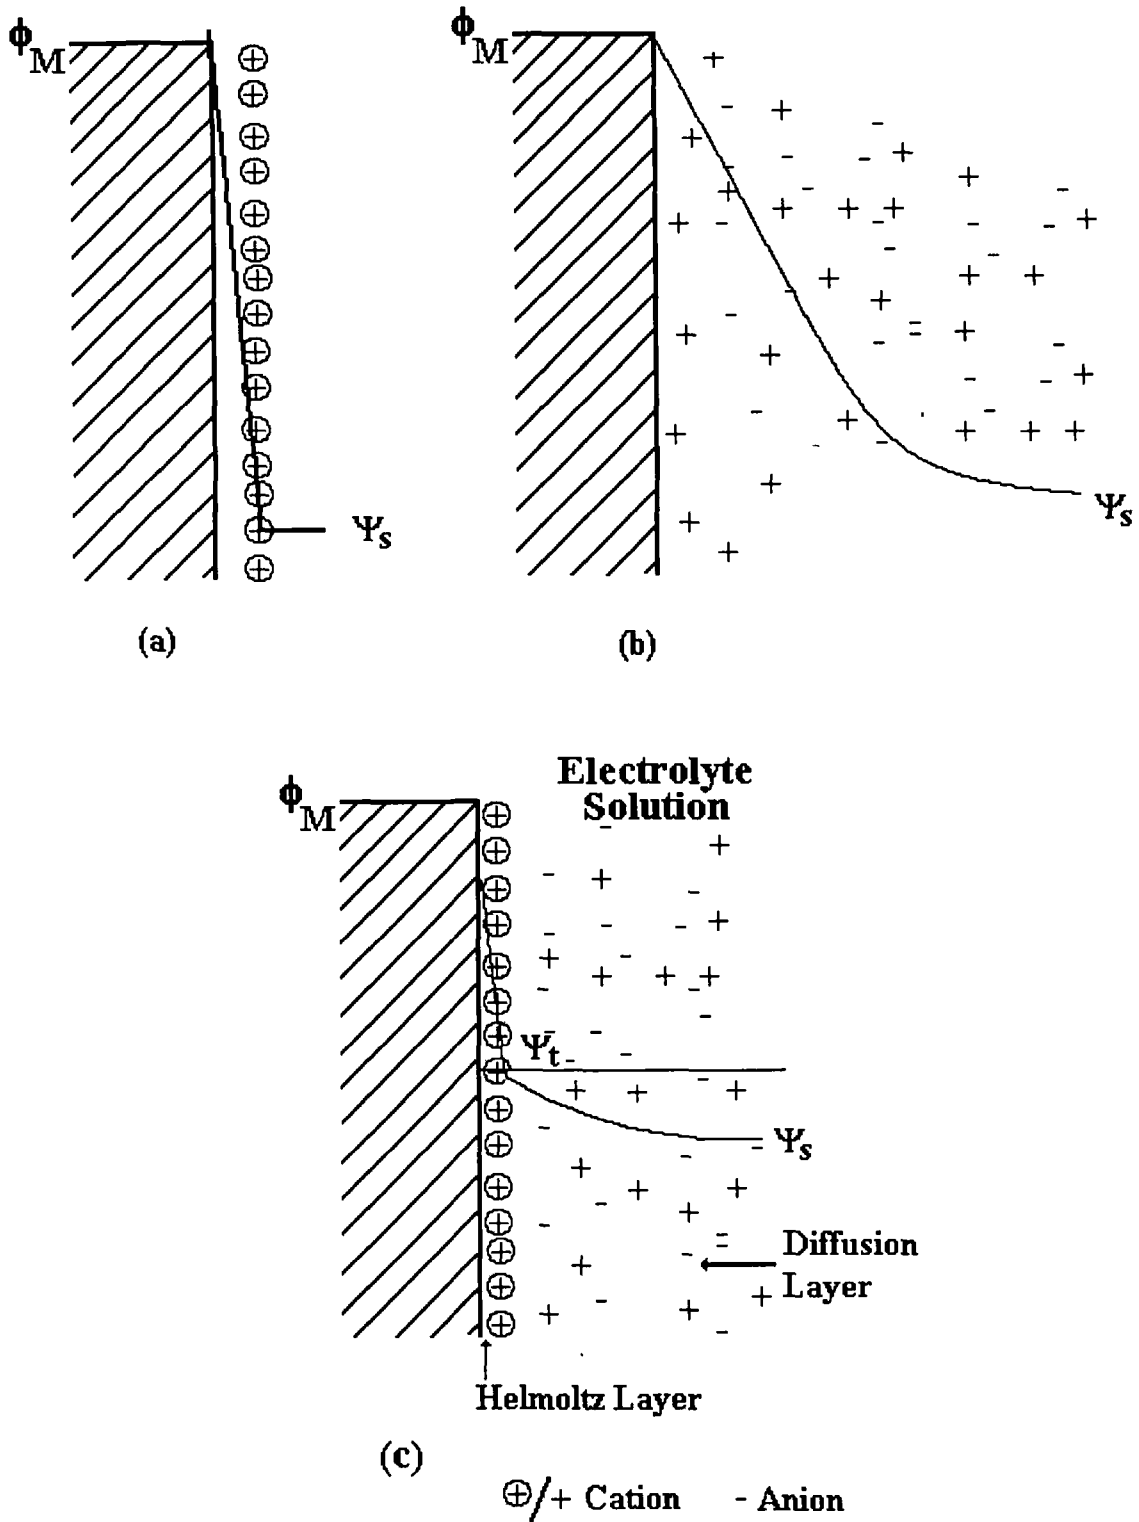 ϕM
Ψs
(a)
ϕM
Ψs
(b)
Electrolyte
Solution
ϕM
Ψt
Ψs
Diffusion
Layer
Helmoltz Layer
(c)
⊕/+ Cation - Anion